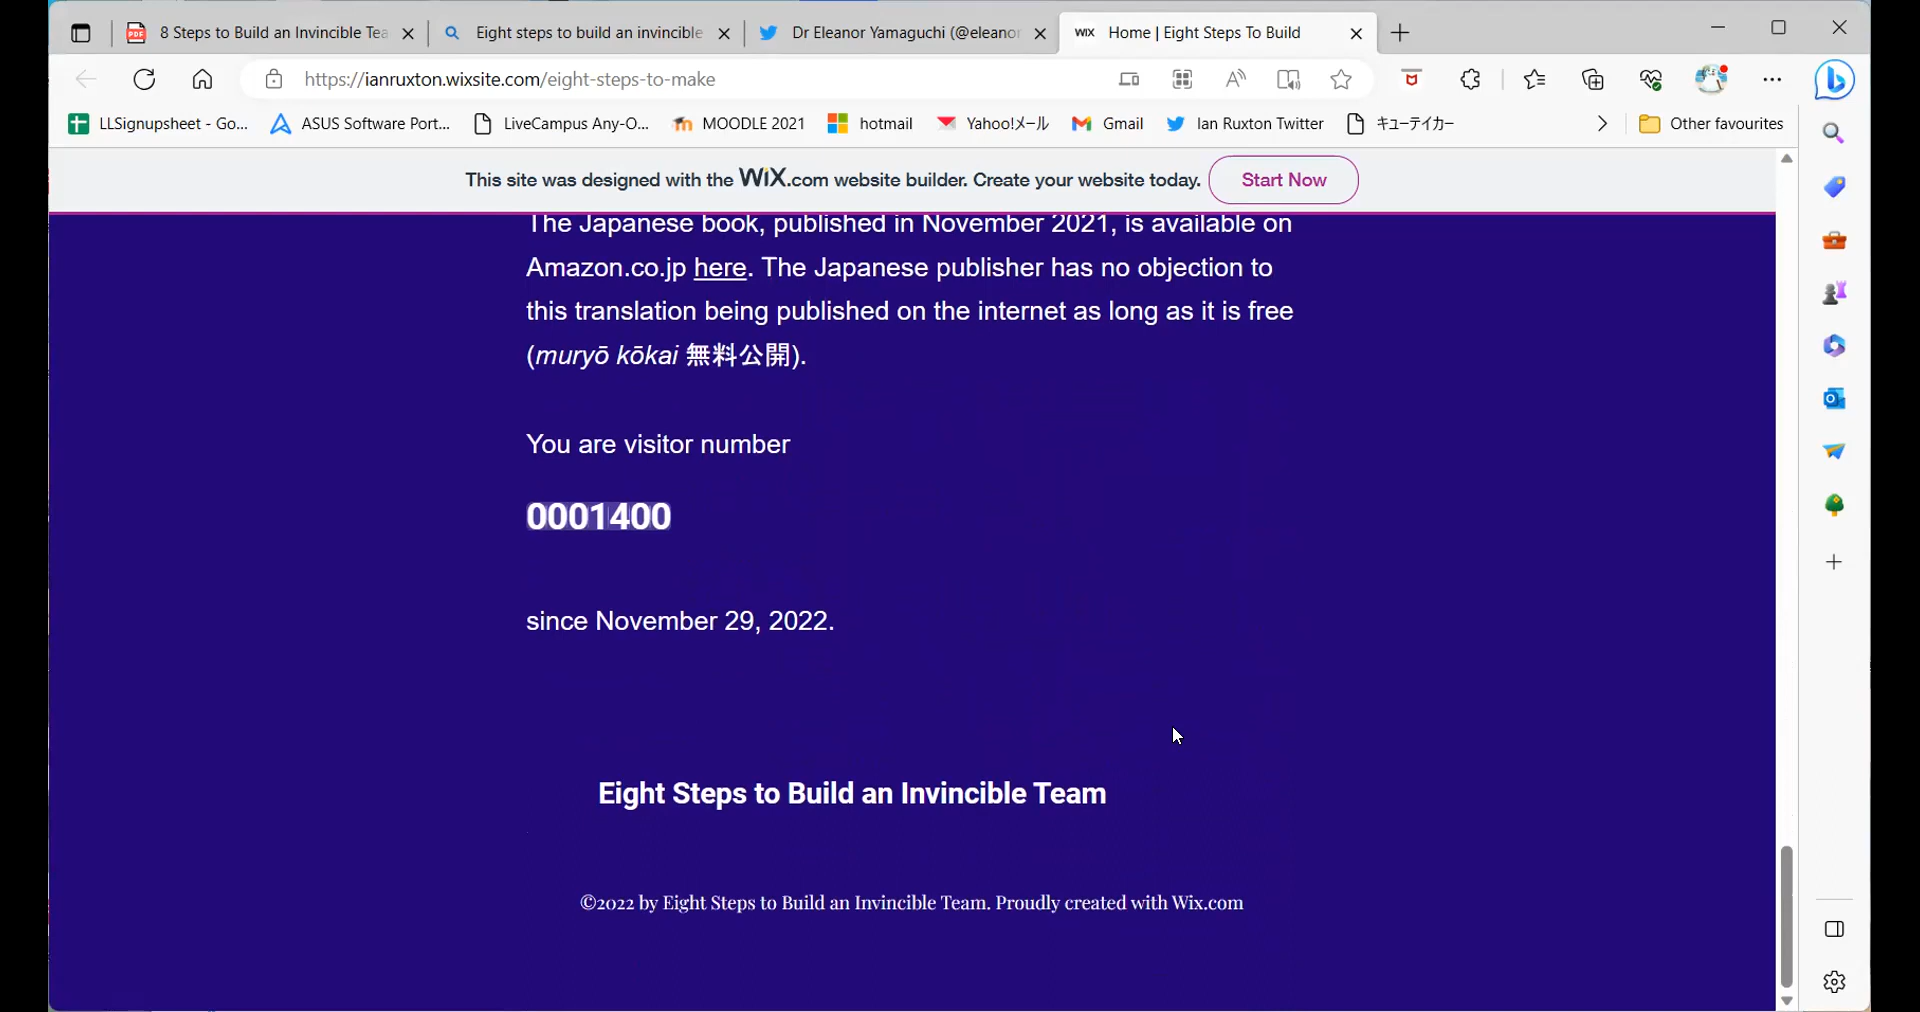 8 Steps to Build an Invincible Tea
Eight steps to build an invincible
Dr Eleanor Yamaguchi (@eleano
WiX Home | Eight Steps To Build
https://ianruxton.wixsite.com/eight-steps-to-make
LLSignupsheet - Go... ASUS Software Port... LiveCampus Any-O... MOODLE 2021 hotmail Yahoo!メール Gmail Ian Ruxton Twitter キューテイカー Other favourites
This site was designed with the WiX.com website builder. Create your website today. Start Now
The Japanese book, published in November 2021, is available on
Amazon.co.jp here. The Japanese publisher has no objection to
this translation being published on the internet as long as it is free
(muryō kōkai 無料公開).
You are visitor number
0001400
since November 29, 2022.
Eight Steps to Build an Invincible Team
©2022 by Eight Steps to Build an Invincible Team. Proudly created with Wix.com